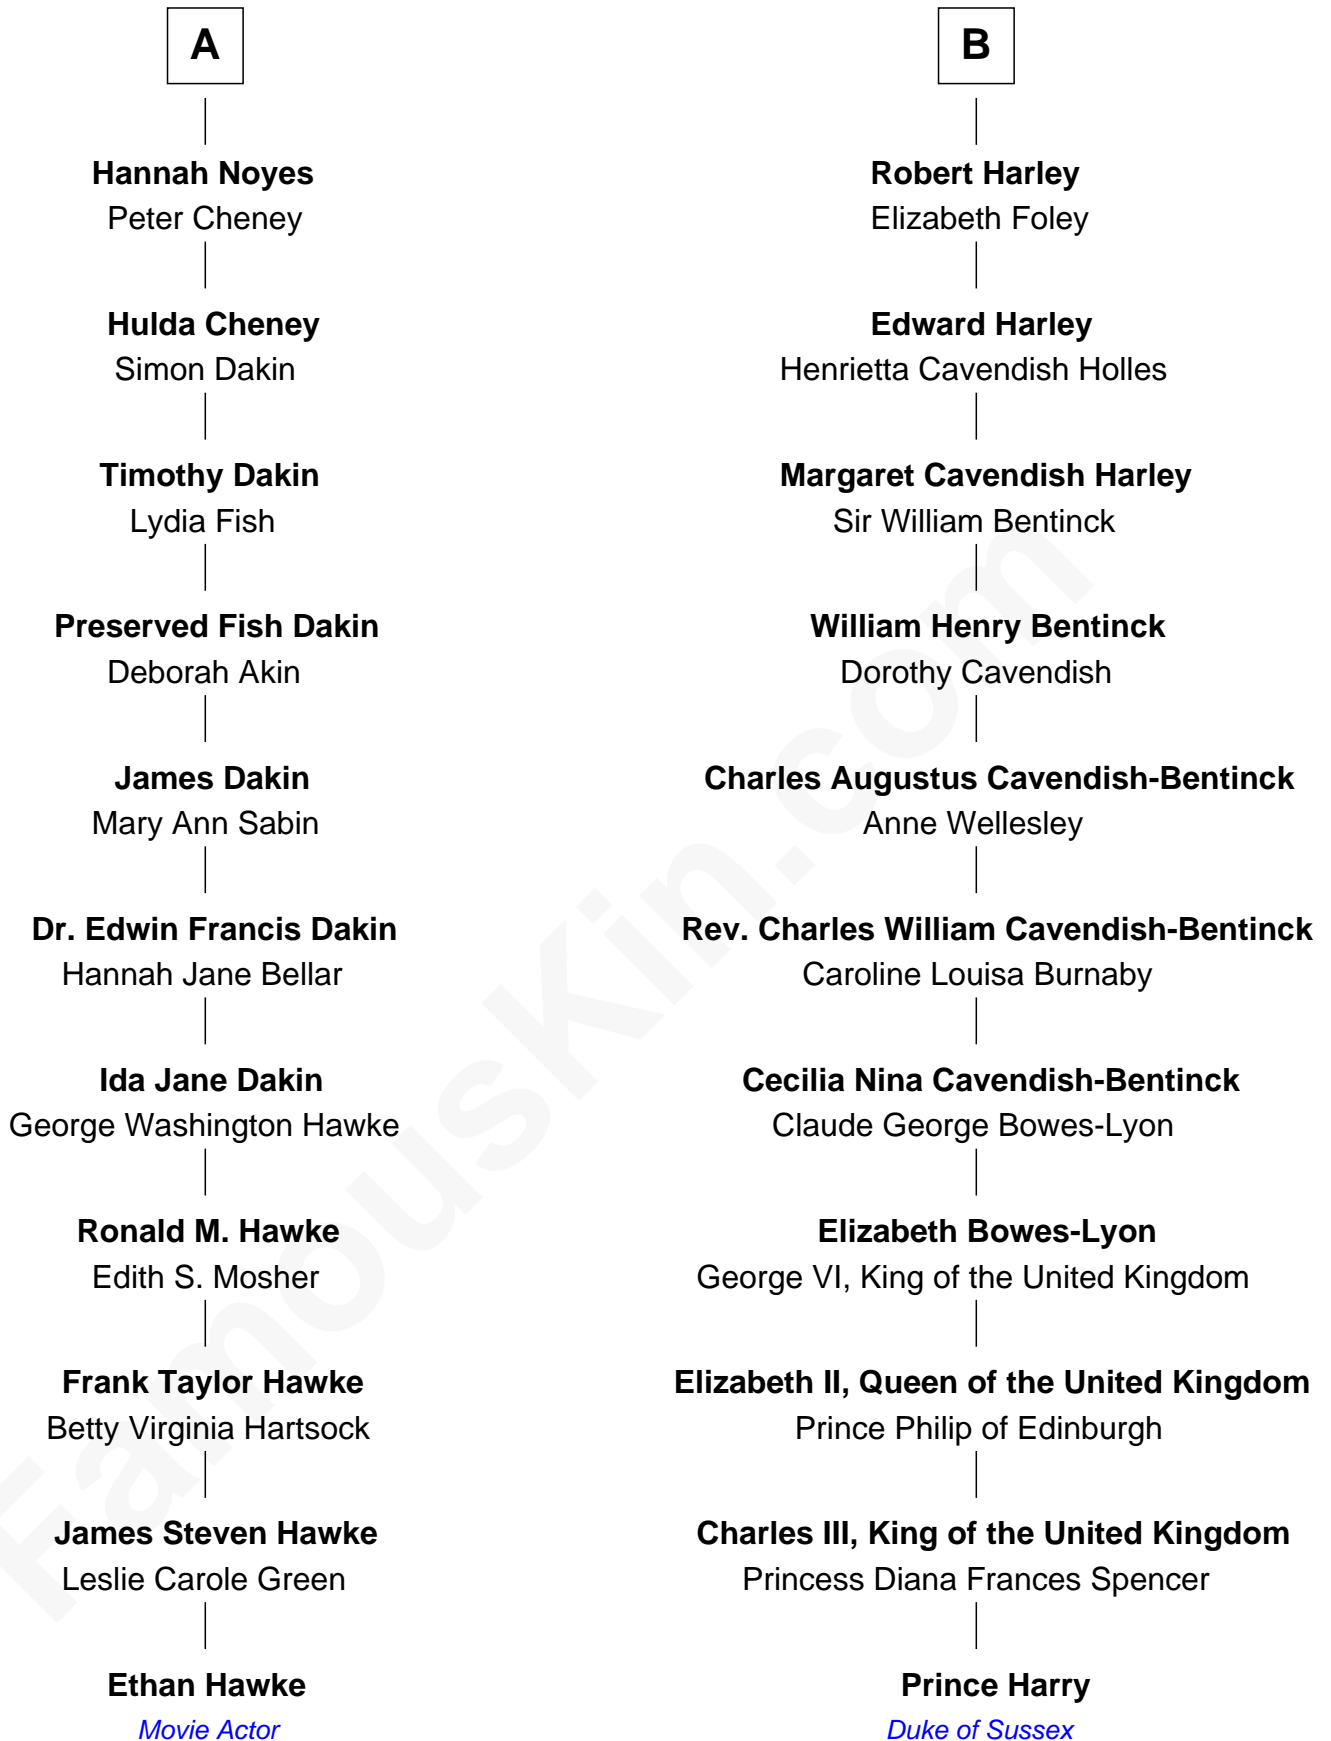 A
Hannah Noyes
Peter Cheney
Hulda Cheney
Simon Dakin
Timothy Dakin
Lydia Fish
Preserved Fish Dakin
Deborah Akin
James Dakin
Mary Ann Sabin
Dr. Edwin Francis Dakin
Hannah Jane Bellar
Ida Jane Dakin
George Washington Hawke
Ronald M. Hawke
Edith S. Mosher
Frank Taylor Hawke
Betty Virginia Hartsock
James Steven Hawke
Leslie Carole Green
Ethan Hawke
Movie Actor
B
Robert Harley
Elizabeth Foley
Edward Harley
Henrietta Cavendish Holles
Margaret Cavendish Harley
Sir William Bentinck
William Henry Bentinck
Dorothy Cavendish
Charles Augustus Cavendish-Bentinck
Anne Wellesley
Rev. Charles William Cavendish-Bentinck
Caroline Louisa Burnaby
Cecilia Nina Cavendish-Bentinck
Claude George Bowes-Lyon
Elizabeth Bowes-Lyon
George VI, King of the United Kingdom
Elizabeth II, Queen of the United Kingdom
Prince Philip of Edinburgh
Charles III, King of the United Kingdom
Princess Diana Frances Spencer
Prince Harry
Duke of Sussex
FamousKin.com